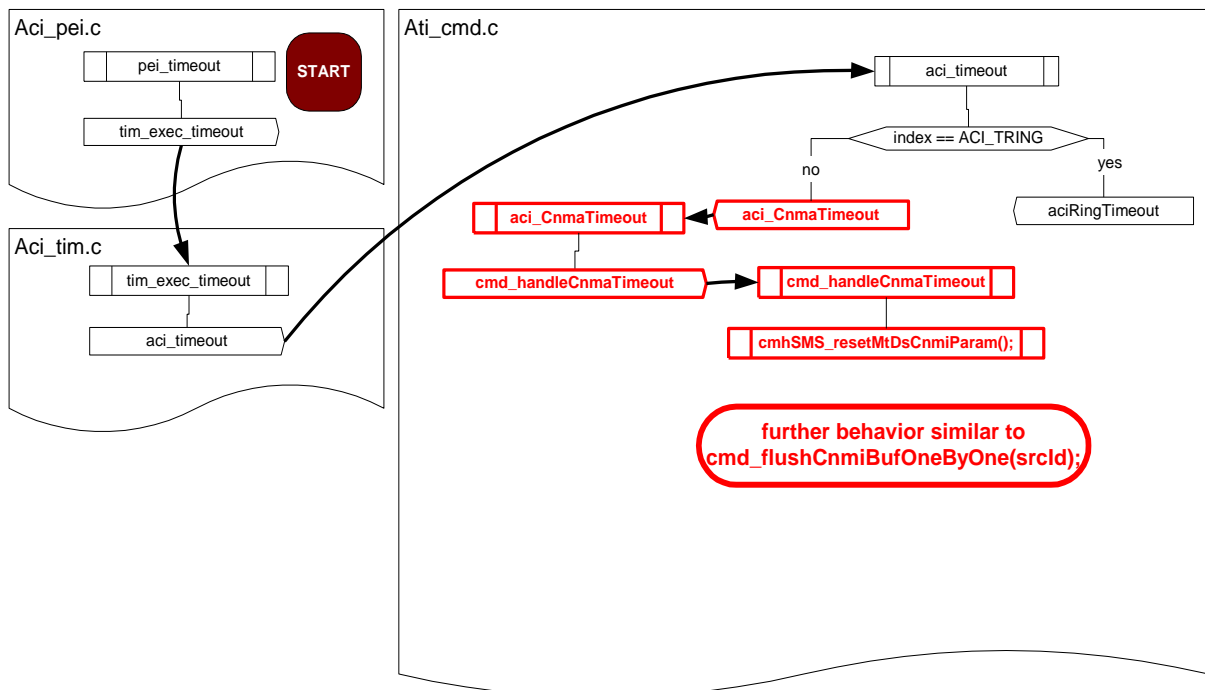 Aci_pei.c
pei_timeout
START
tim_exec_timeout
Aci_tim.c
tim_exec_timeout
aci_timeout
Ati_cmd.c
aci_timeout
index == ACI_TRING
no
yes
aci_CnmaTimeout
aci_CnmaTimeout
aciRingTimeout
cmd_handleCnmaTimeout
cmd_handleCnmaTimeout
cmhSMS_resetMtDsCnmiParam();
further behavior similar to
cmd_flushCnmiBufOneByOne(srcId);